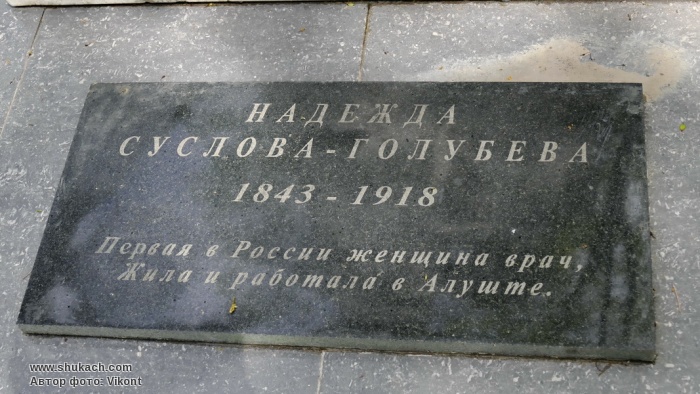 НАДЕЖДА
СУСЛОВА-ГОЛУБЕВА
1843 - 1918
Первая в России женщина врач,
Жила и работала в Алуште.
www.shukach.com
Автор фото: Vikont